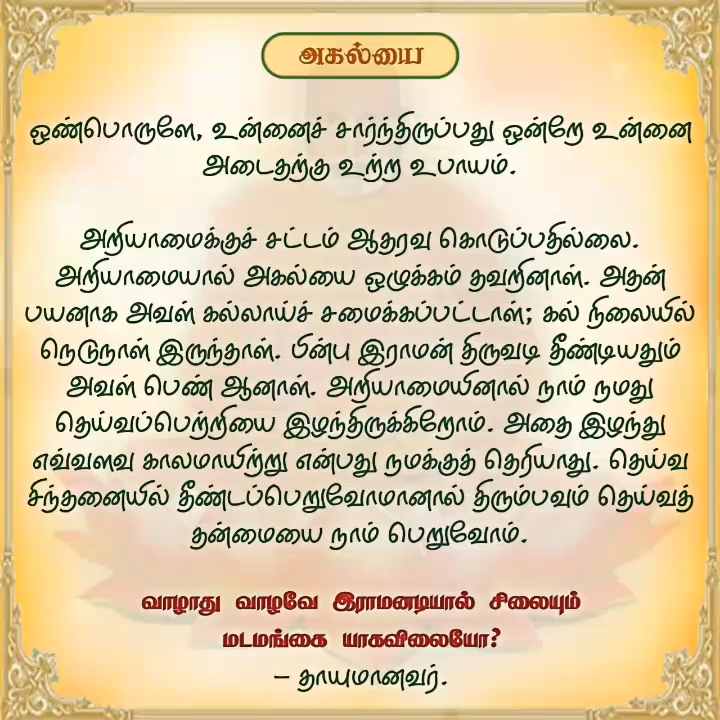 அகல்யை
ஒண்பொருளே, உன்னைச் சார்ந்திருப்பது ஒன்றே உன்னை
அடைதற்கு உற்ற உபாயம்.
அறியாமைக்குச் சட்டம் ஆதரவு கொடுப்பதில்லை.
அறியாமையால் அகல்யை ஒழுக்கம் தவறினாள். அதன்
பயனாக அவள் கல்லாய்ச் சமைக்கப்பட்டாள்; கல் நிலையில்
நெடுநாள் இருந்தாள். பின்பு இராமன் திருவடி தீண்டியதும்
அவள் பெண் ஆனாள். அறியாமையினால் நாம் நமது
தெய்வப்பெற்றியை இழந்திருக்கிறோம். அதை இழந்து
எவ்வளவு காலமாயிற்று என்பது நமக்குத் தெரியாது. தெய்வ
சிந்தனையில் தீண்டப்பெறுவோமானால் திரும்பவும் தெய்வத்
தன்மையை நாம் பெறுவோம்.
வாழாது வாழவே இராமனடியால் சிலையும்
மடமங்கை யாகவிலையோ?
– தாயுமானவர்.